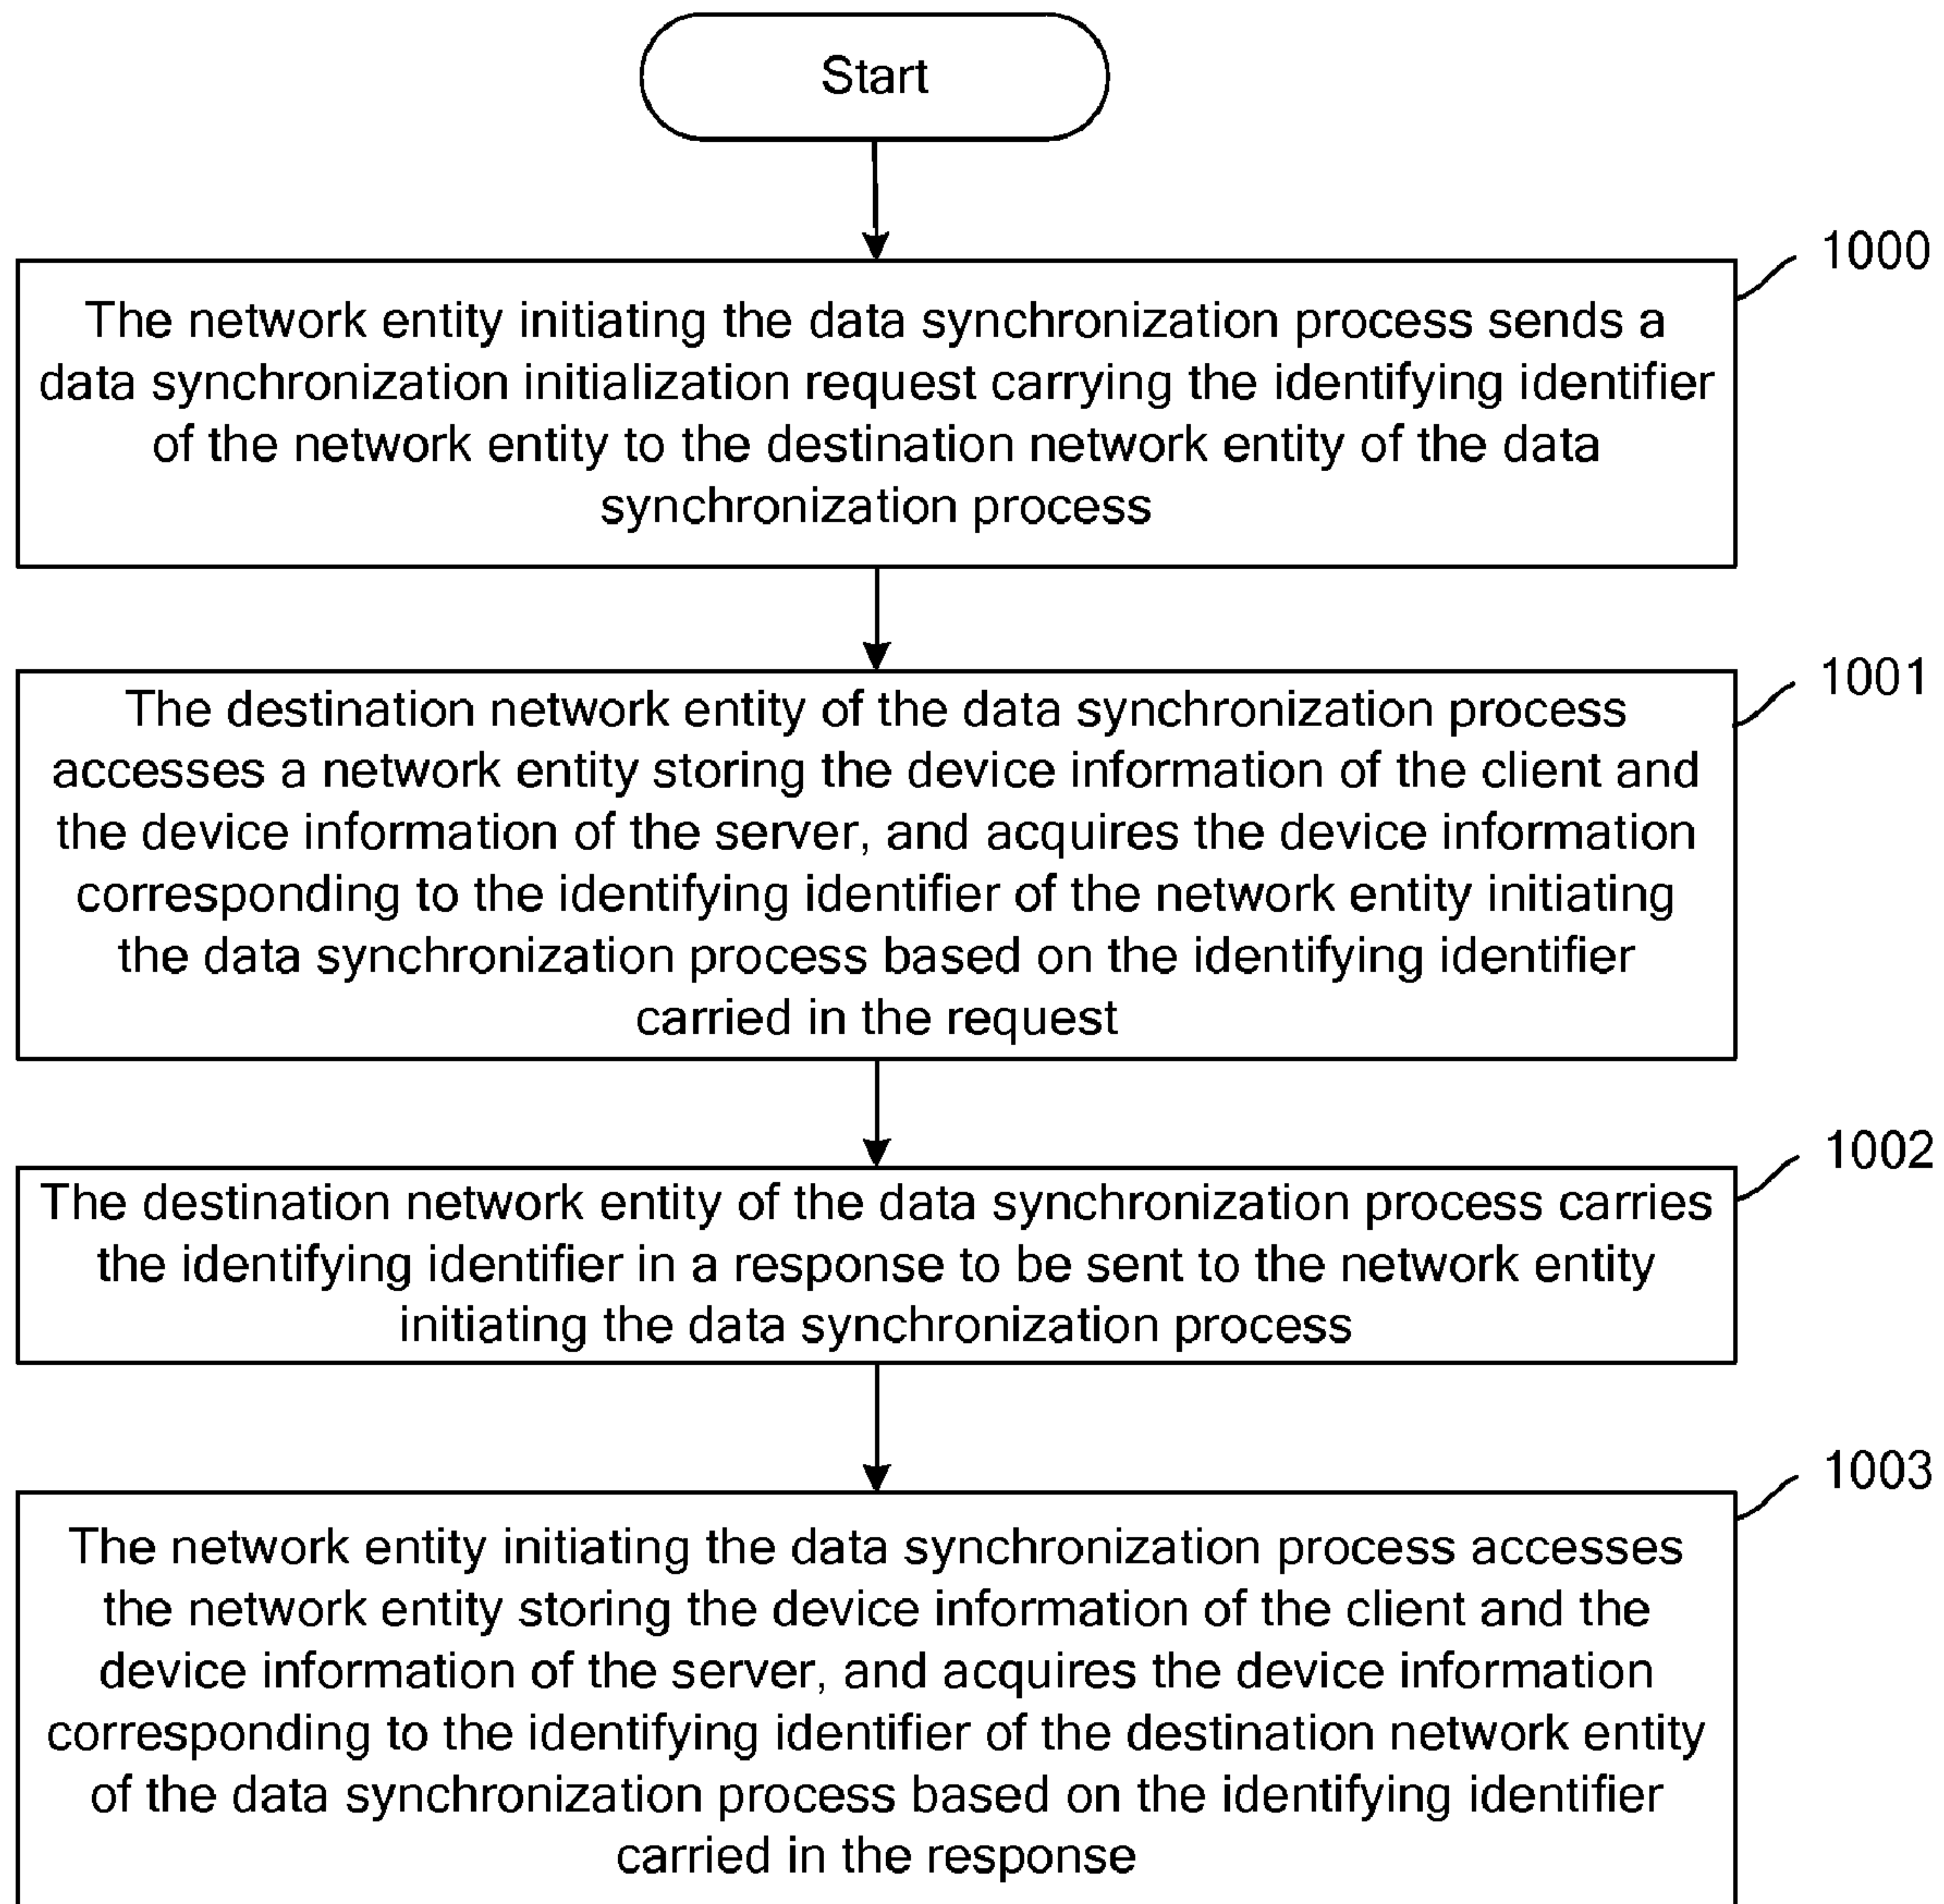 Start
1000
The network entity initiating the data synchronization process sends a
data synchronization initialization request carrying the identifying identifier
of the network entity to the destination network entity of the data
synchronization process
1001
The destination network entity of the data synchronization process
accesses a network entity storing the device information of the client and
the device information of the server, and acquires the device information
corresponding to the identifying identifier of the network entity initiating
the data synchronization process based on the identifying identifier
carried in the request
1002
The destination network entity of the data synchronization process carries
the identifying identifier in a response to be sent to the network entity
initiating the data synchronization process
1003
The network entity initiating the data synchronization process accesses
the network entity storing the device information of the client and the
device information of the server, and acquires the device information
corresponding to the identifying identifier of the destination network entity
of the data synchronization process based on the identifying identifier
carried in the response